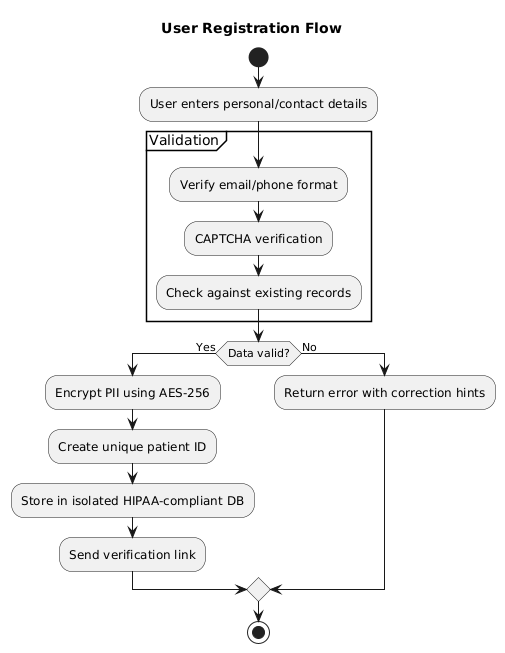 User Registration Flow
User enters personal/contact details
Validation
Verify email/phone format
CAPTCHA verification
Check against existing records
Yes
Data valid?
No
Encrypt PII using AES-256
Return error with correction hints
Create unique patient ID
Store in isolated HIPAA-compliant DB
Send verification link